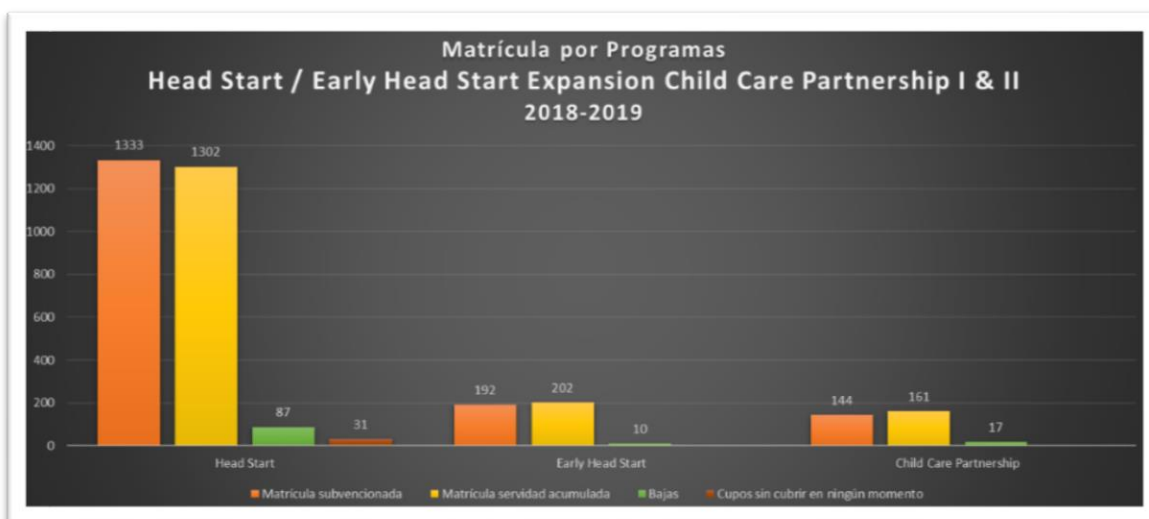 Matrícula por Programas
Head Start / Early Head Start Expansion Child Care Partnership I & II
2018-2019
1400
1200
1000
800
600
400
200
0
1333
1302
87
31
192
202
10
144
161
17
Head Start
Early Head Start
Child Care Partnership
Matrícula subvencionada
Matrícula servidad acumulada
Bajas
Cupos sin cubrir en ningún momento